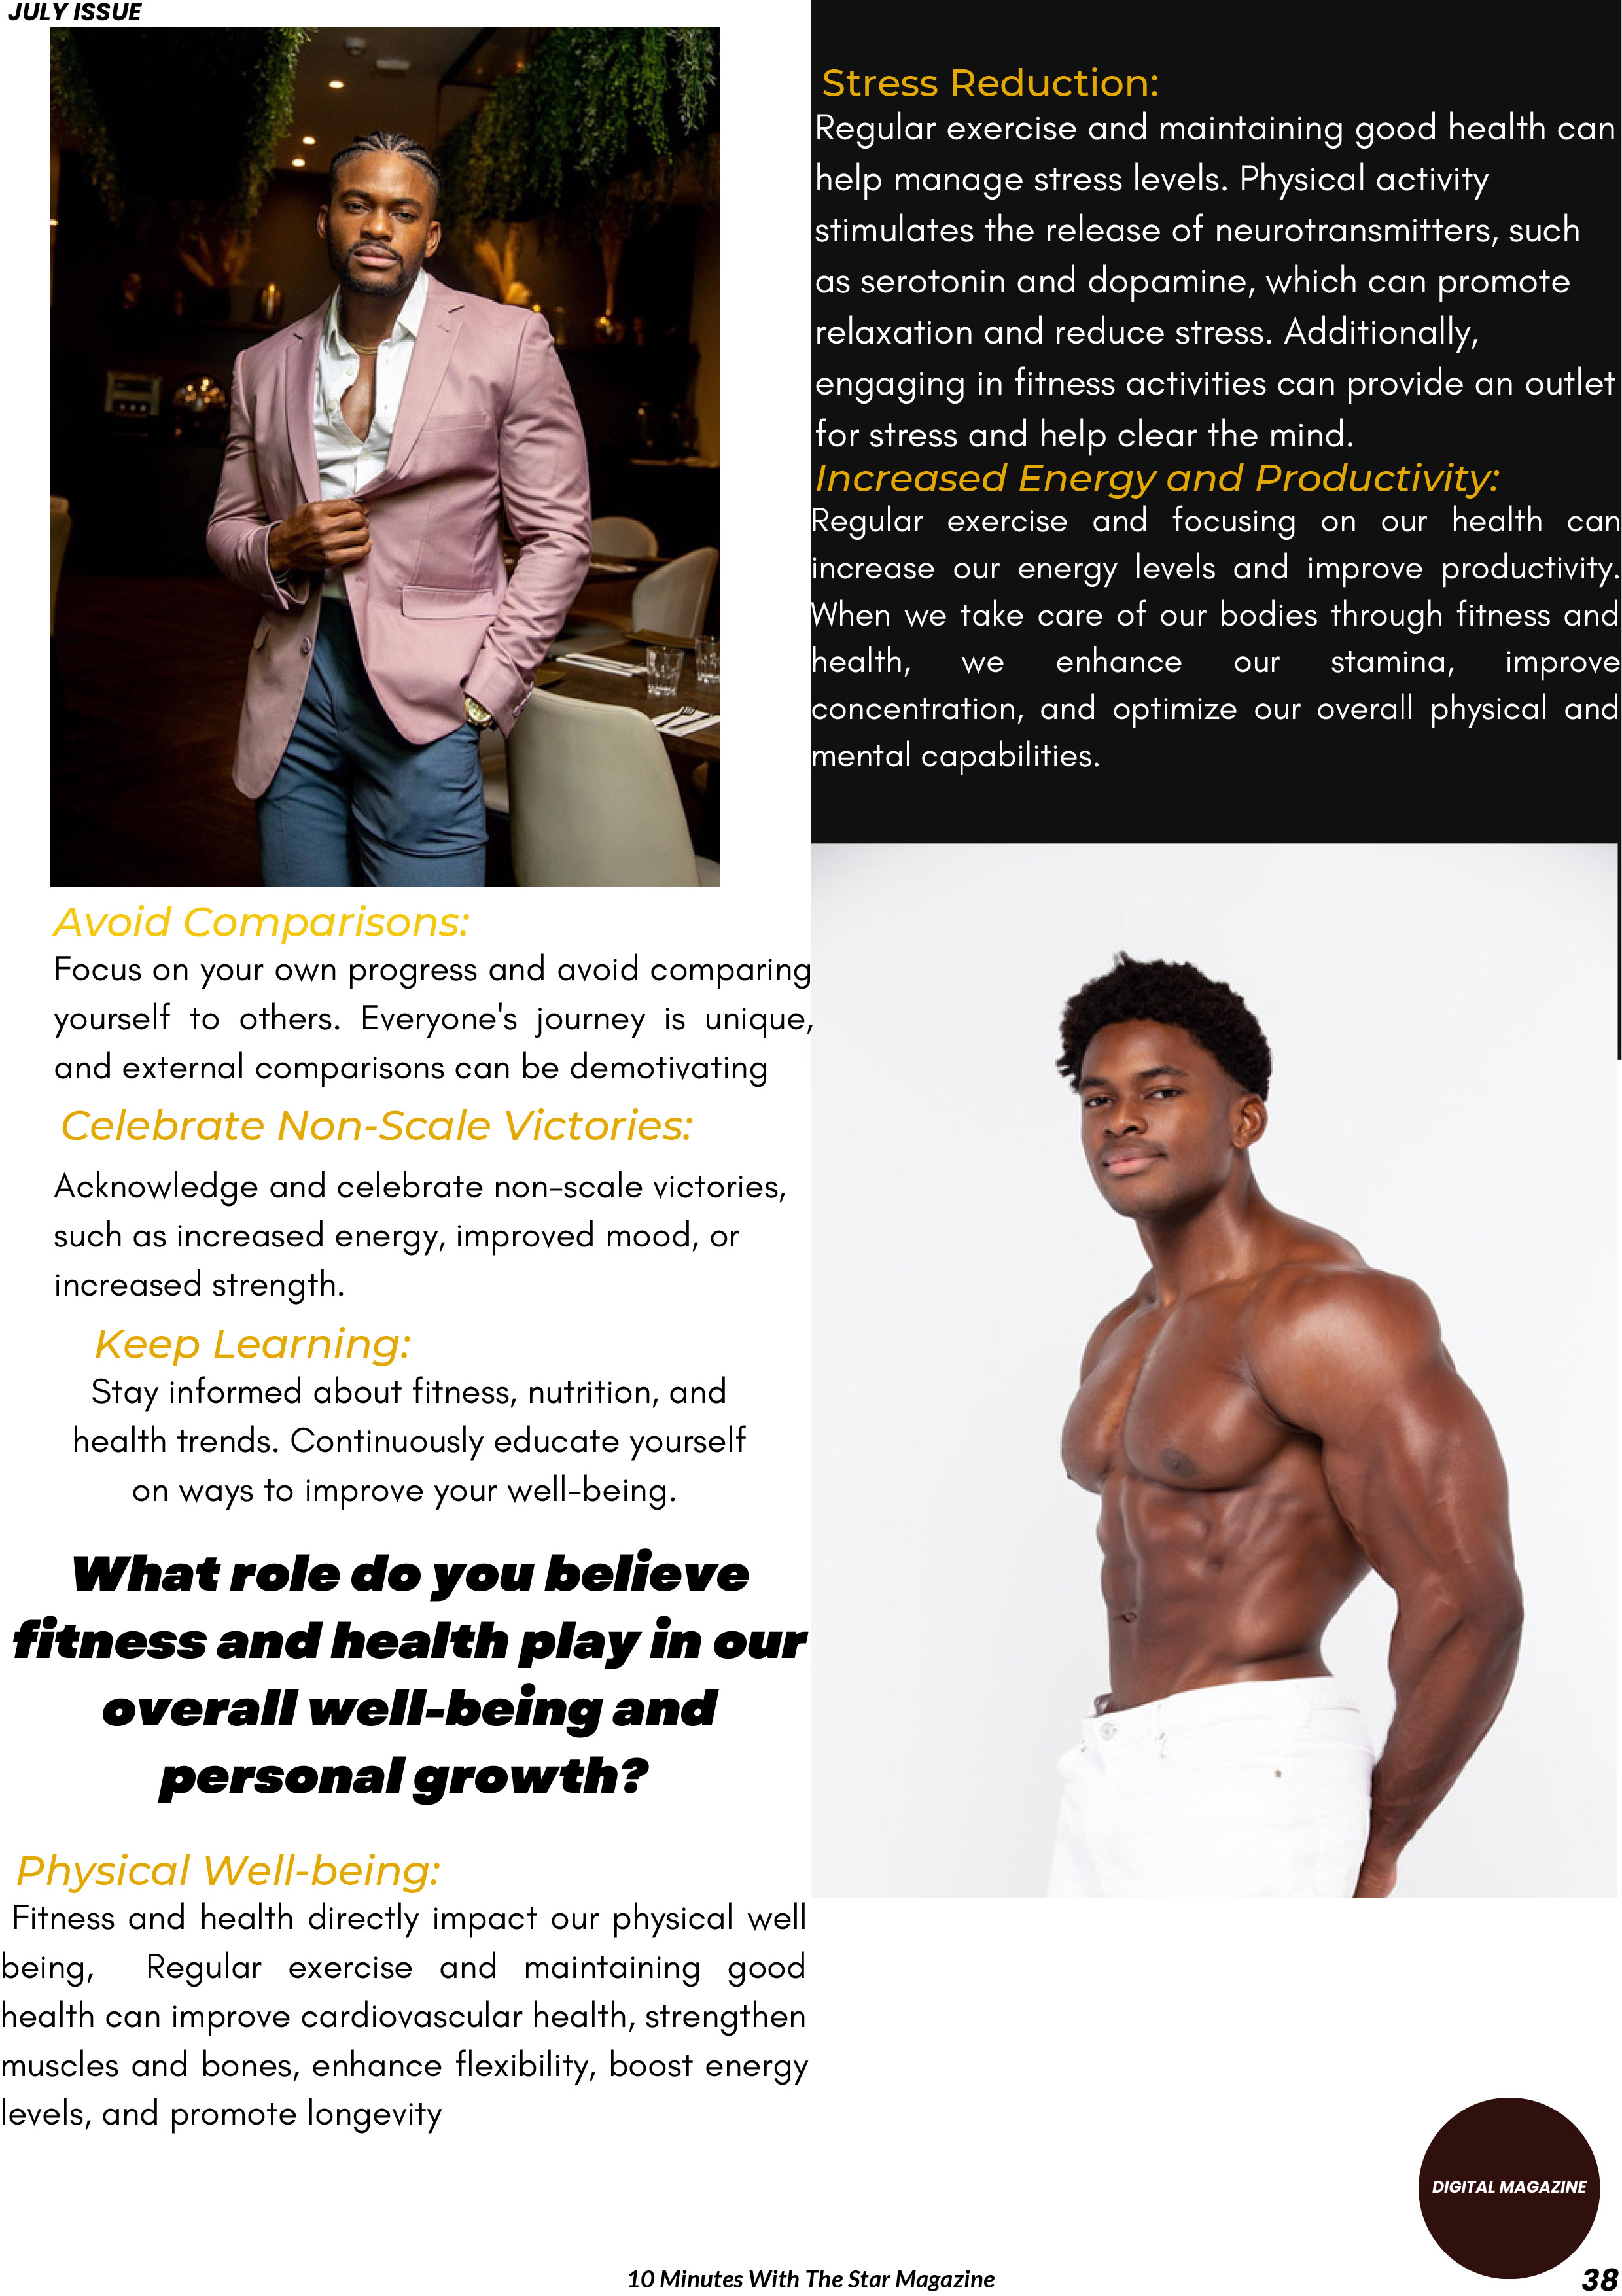 JULY ISSUE
Avoid Comparisons:
Focus on your own progress and avoid comparing
yourself to others. Everyone's journey is unique,
and external comparisons can be demotivating
Celebrate Non-Scale Victories:
Acknowledge and celebrate non-scale victories,
such as increased energy, improved mood, or
increased strength.
Keep Learning:
Stay informed about fitness, nutrition, and
health trends. Continuously educate yourself
on ways to improve your well-being.
What role do you believe
fitness and health play in our
overall well-being and
personal growth?
Physical Well-being:
Fitness and health directly impact our physical well
being, Regular exercise and maintaining good
health can improve cardiovascular health, strengthen
muscles and bones, enhance flexibility, boost energy
levels, and promote longevity
Stress Reduction:
Regular exercise and maintaining good health can
help manage stress levels. Physical activity
stimulates the release of neurotransmitters, such
as serotonin and dopamine, which can promote
relaxation and reduce stress. Additionally,
engaging in fitness activities can provide an outlet
for stress and help clear the mind.
Increased Energy and Productivity:
Regular exercise and focusing on our health can
increase our energy levels and improve productivity.
When we take care of our bodies through fitness and
health, we enhance our stamina, improve
concentration, and optimize our overall physical and
mental capabilities.
DIGITAL MAGAZINE
10 Minutes With The Star Magazine
38